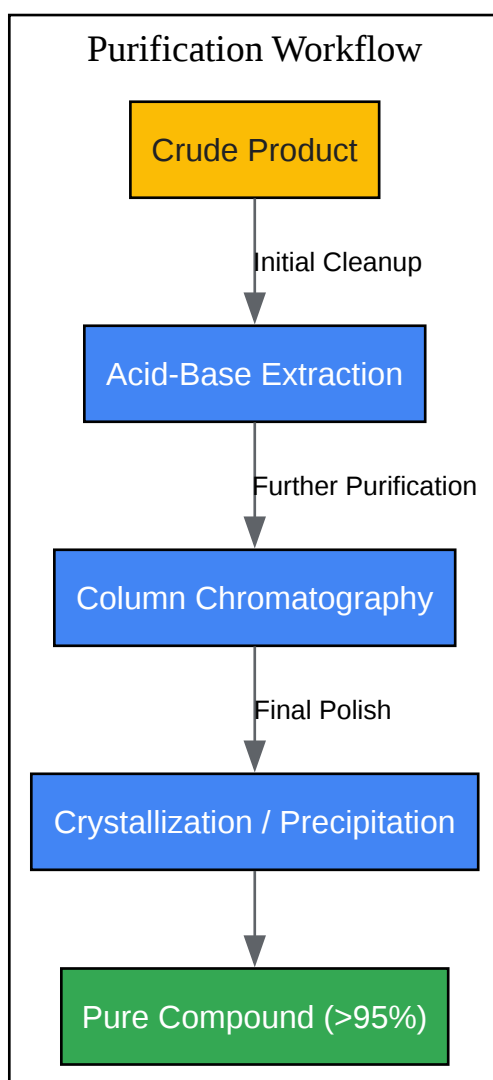 Purification Workflow
Crude Product
Initial Cleanup
Acid-Base Extraction
Further Purification
Column Chromatography
Final Polish
Crystallization / Precipitation
Pure Compound (>95%)